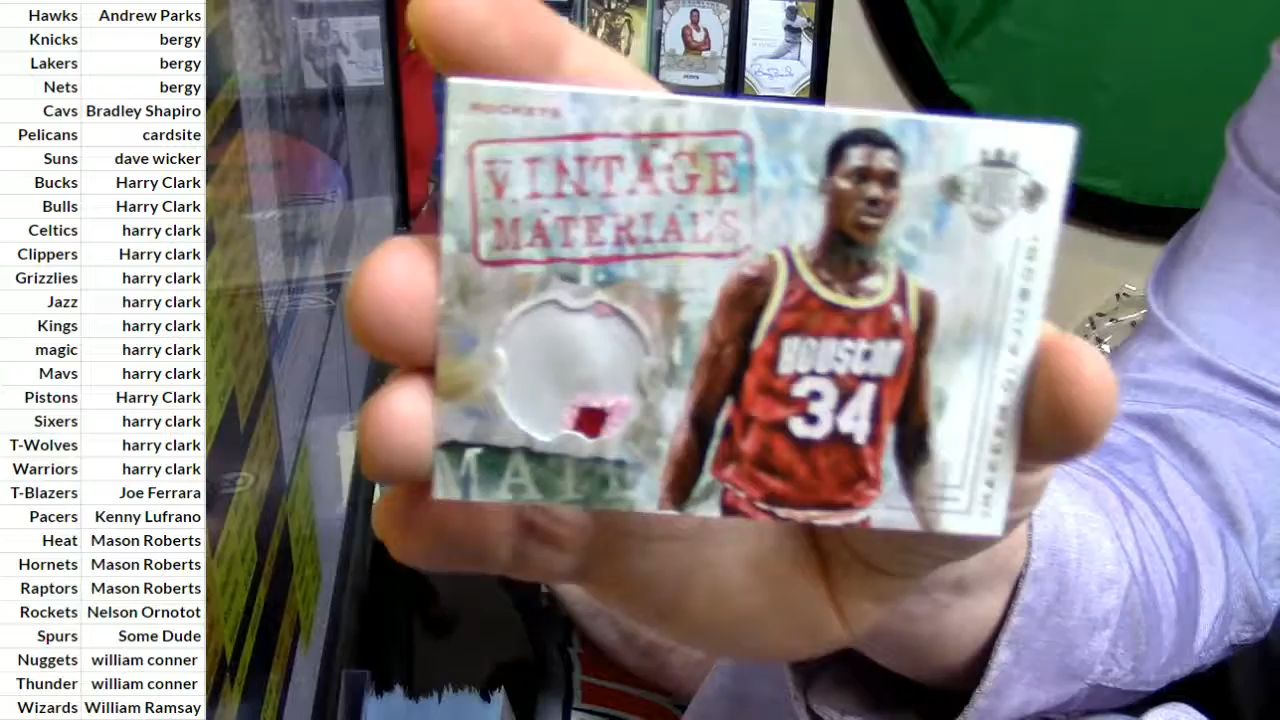 Hawks Andrew Parks
Knicks bergy
Lakers bergy
Nets bergy
Cavs Bradley Shapiro
Pelicans cardsite
Suns dave wicker
Bucks Harry Clark
Bulls Harry Clark
Celtics harry clark
Clippers Harry Clark
Grizzlies harry clark
Jazz harry clark
Kings harry clark
magic harry clark
Mavs harry clark
Pistons Harry Clark
Sixers harry clark
T-Wolves harry clark
Warriors harry clark
T-Blazers Joe Ferrara
Pacers Kenny Lufrano
Heat Mason Roberts
Hornets Mason Roberts
Raptors Mason Roberts
Rockets Nelson Ornotot
Spurs Some Dude
Nuggets william conner
Thunder william conner
Wizards William Ramsay
ROCKETS
VINTAGE
MATERIALS
HOUSTON
34